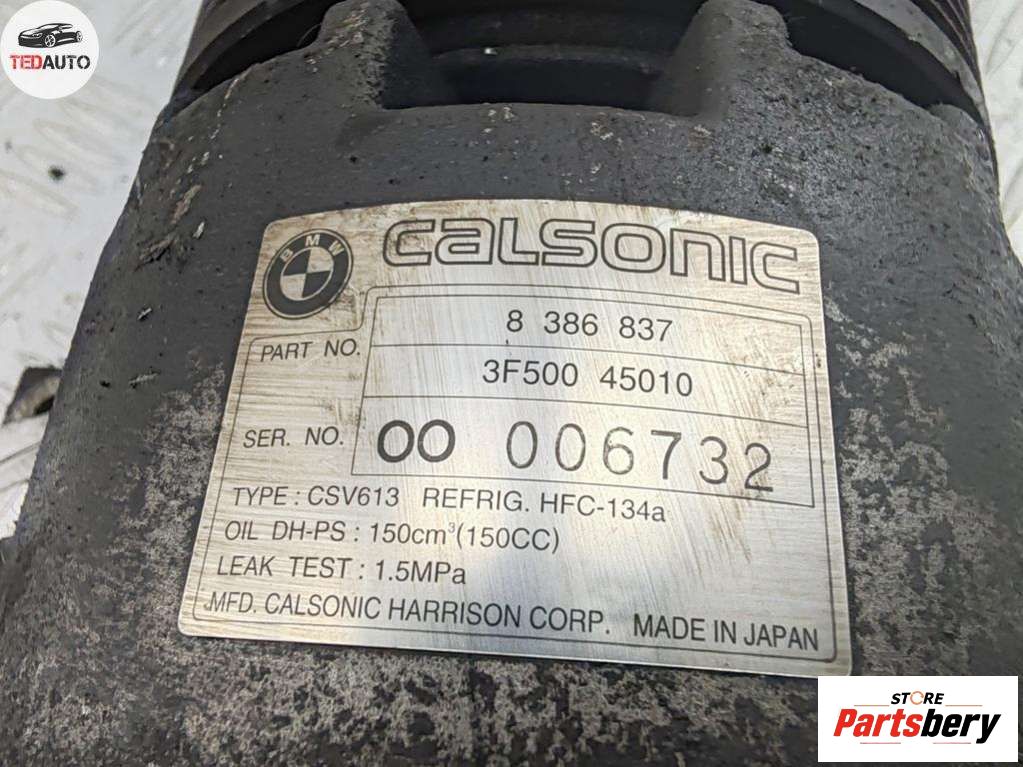 TEDAUTO
BMW
CALSONIC
8 386 837
PART NO.
3F500 45010
SER. NO. 00 006732
TYPE : CSV613 REFRIG. HFC-134a
OIL DH-PS : 150cm³(150CC)
LEAK TEST : 1.5MPa
MFD. CALSONIC HARRISON CORP. MADE IN JAPAN
STORE
Partsbery